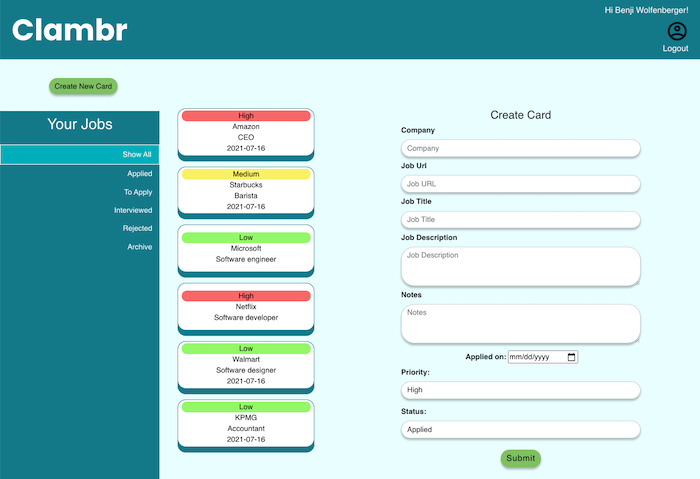 Clambr
Hi Benji Wolfenberger!
Logout
Create New Card
Your Jobs
Show All
Applied
To Apply
Interviewed
Rejected
Archive
High
Amazon
CEO
2021-07-16
Medium
Starbucks
Barista
2021-07-16
Low
Microsoft
Software engineer
High
Netflix
Software developer
Low
Walmart
Software designer
2021-07-16
Low
KPMG
Accountant
2021-07-16
Create Card
Company
Company
Job Url
Job URL
Job Title
Job Title
Job Description
Job Description
Notes
Notes
Applied on: mm/dd/yyyy
Priority:
High
Status:
Applied
Submit